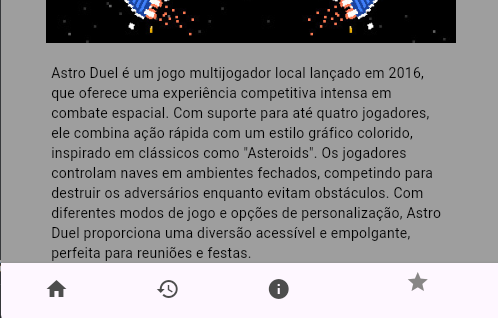 Astro Duel é um jogo multijogador local lançado em 2016,
que oferece uma experiência competitiva intensa em
combate espacial. Com suporte para até quatro jogadores,
ele combina ação rápida com um estilo gráfico colorido,
inspirado em clássicos como "Asteroids". Os jogadores
controlam naves em ambientes fechados, competindo para
destruir os adversários enquanto evitam obstáculos. Com
diferentes modos de jogo e opções de personalização, Astro
Duel proporciona uma diversão acessível e empolgante,
perfeita para reuniões e festas.